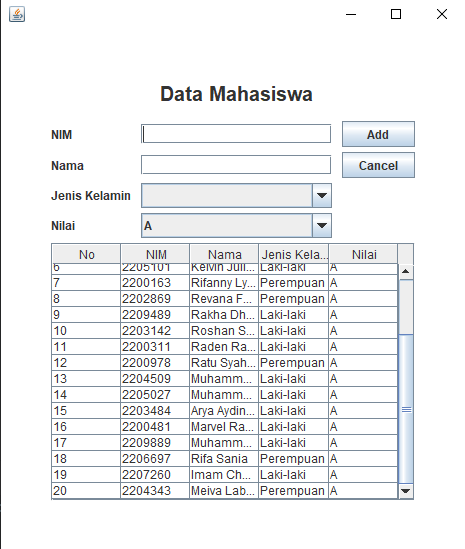 Data Mahasiswa
NIM Add
Nama Cancel
Jenis Kelamin
Nilai A
No NIM Nama Jenis Kela... Nilai
6 2205101 Kelvin Juli... Laki-laki A
7 2200163 Rifanny Ly... Perempuan A
8 2202869 Revana F... Perempuan A
9 2209489 Rakha Dh... Laki-laki A
10 2203142 Roshan S... Laki-laki A
11 2200311 Raden Ra... Laki-laki A
12 2200978 Ratu Syah... Perempuan A
13 2204509 Muhamm... Laki-laki A
14 2205027 Muhamm... Laki-laki A
15 2203484 Arya Aydin... Laki-laki A
16 2200481 Marvel Ra... Laki-laki A
17 2209889 Muhamm... Laki-laki A
18 2206697 Rifa Sania Perempuan A
19 2207260 Imam Ch... Laki-laki A
20 2204343 Meiva Lab... Perempuan A